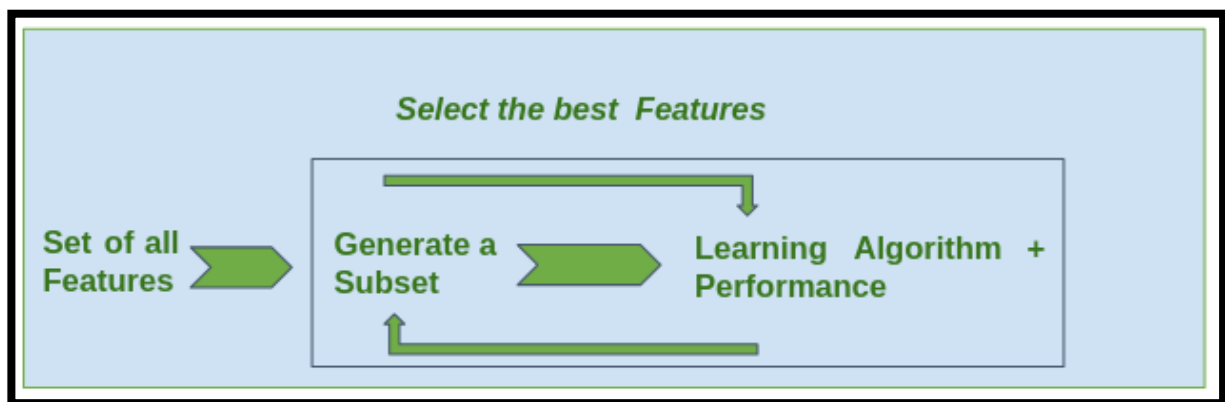 Select the best Features
Set of all
Features
Generate a
Subset
Learning Algorithm +
Performance